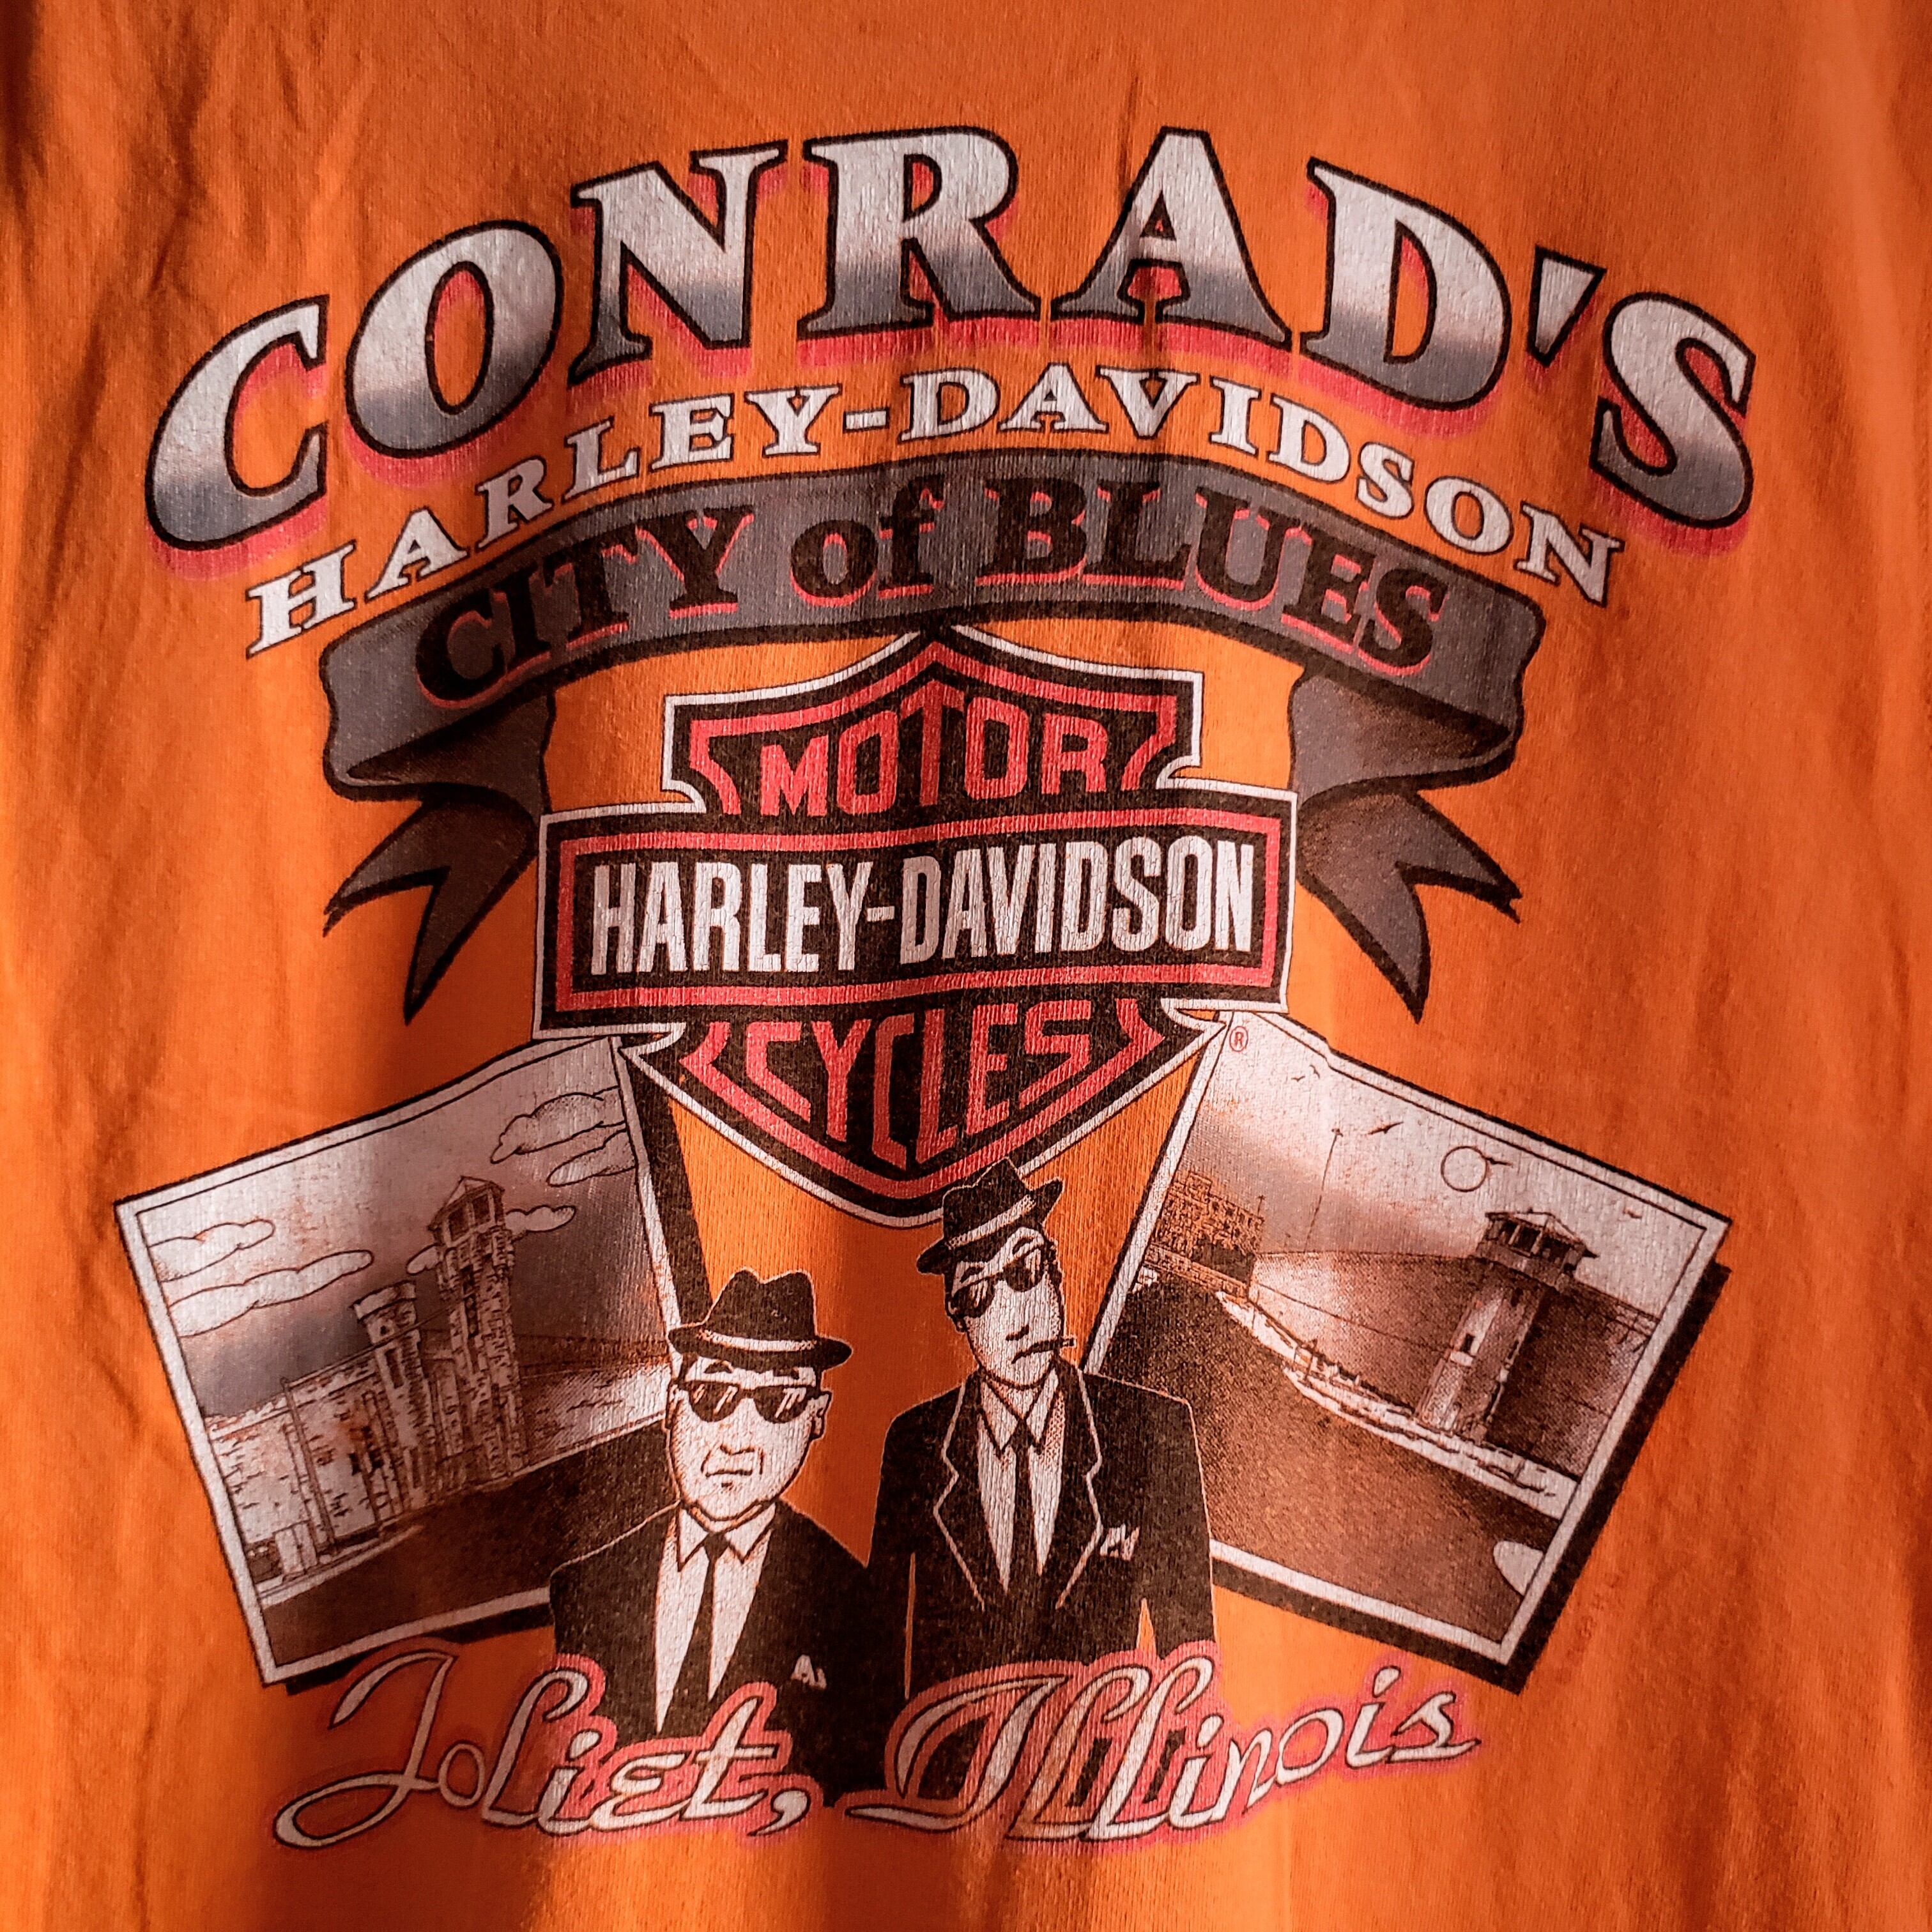 CONRAD'S
HARLEY-DAVIDSON
CITY of BLUES
MOTOR
HARLEY-DAVIDSON
CYCLES
®
Joliet, Illinois